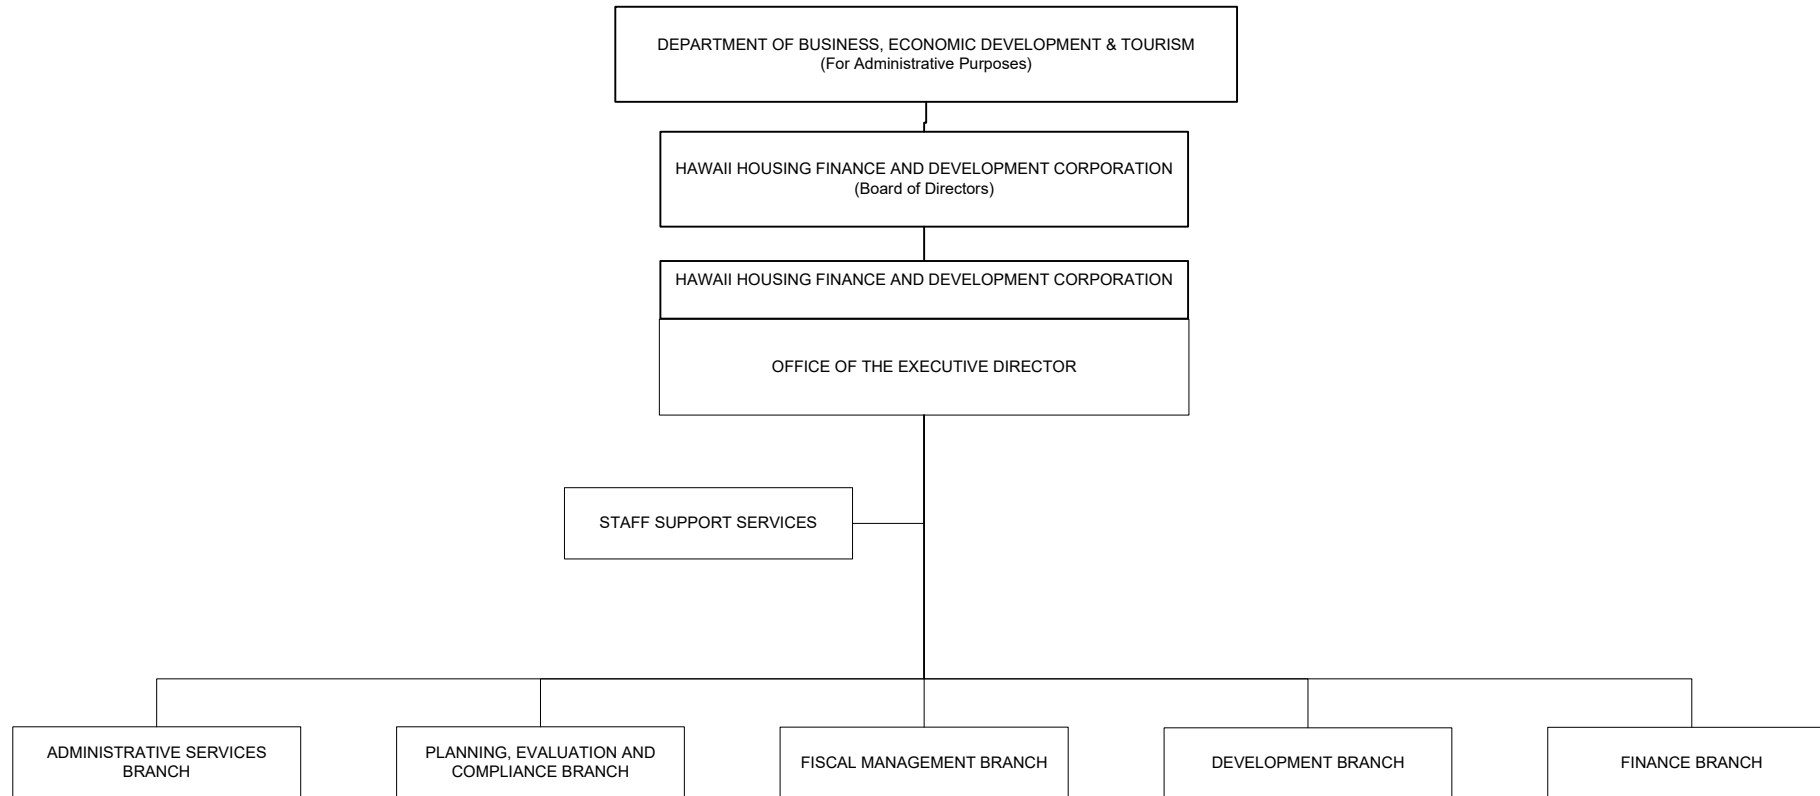 DEPARTMENT OF BUSINESS, ECONOMIC DEVELOPMENT & TOURISM
(For Administrative Purposes)
HAWAII HOUSING FINANCE AND DEVELOPMENT CORPORATION
(Board of Directors)
HAWAII HOUSING FINANCE AND DEVELOPMENT CORPORATION
OFFICE OF THE EXECUTIVE DIRECTOR
STAFF SUPPORT SERVICES
ADMINISTRATIVE SERVICES
BRANCH
PLANNING, EVALUATION AND
COMPLIANCE BRANCH
FISCAL MANAGEMENT BRANCH
DEVELOPMENT BRANCH
FINANCE BRANCH